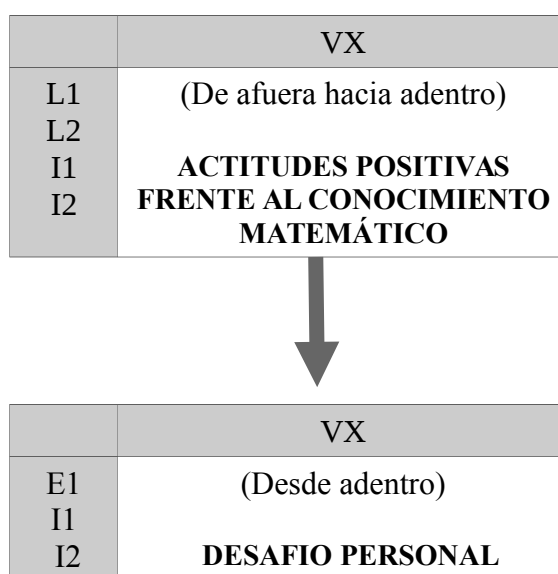 VX
L1 (De afuera hacia adentro)
L2
I1 ACTITUDES POSITIVAS
I2 FRENTE AL CONOCIMIENTO
MATEMÁTICO
VX
E1 (Desde adentro)
I1
I2 DESAFIO PERSONAL